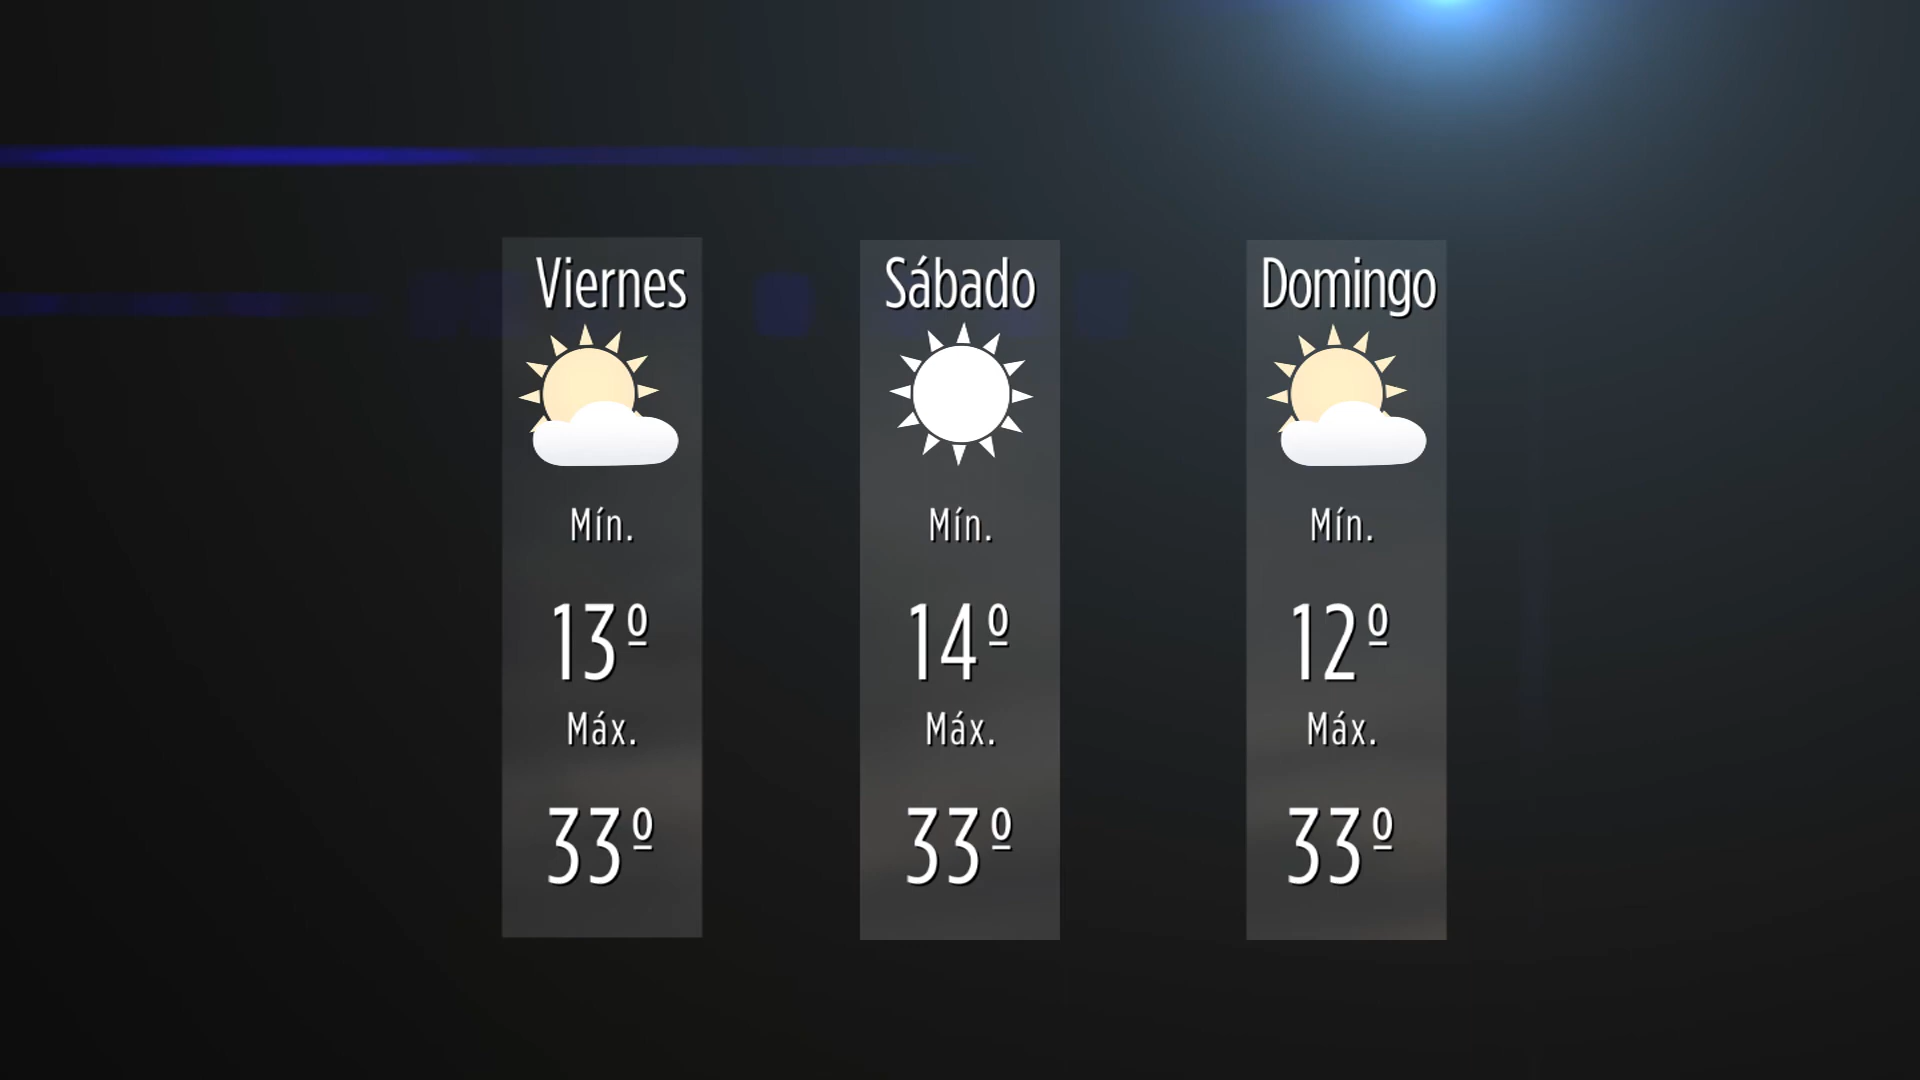 Viernes
Mín.
13º
Máx.
33º
Sábado
Mín.
14º
Máx.
33º
Domingo
Mín.
12º
Máx.
33º